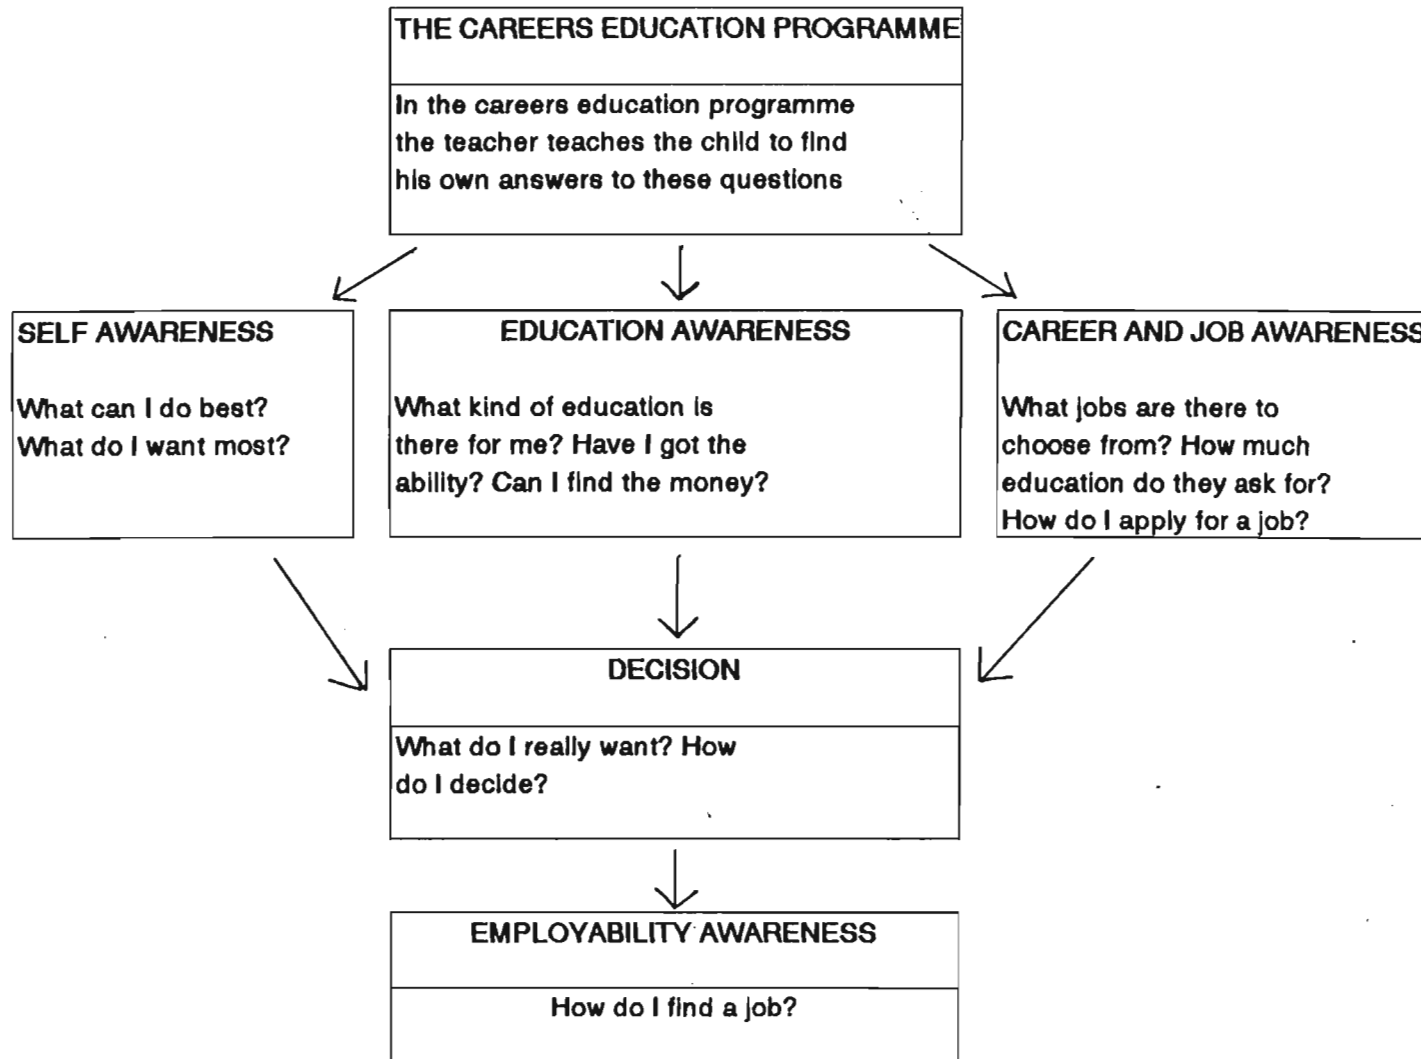 THE CAREERS EDUCATION PROGRAMME
In the careers education programme
the teacher teaches the child to find
his own answers to these questions
SELF AWARENESS
What can I do best?
What do I want most?
EDUCATION AWARENESS
What kind of education is
there for me? Have I got the
ability? Can I find the money?
CAREER AND JOB AWARENESS
What jobs are there to
choose from? How much
education do they ask for?
How do I apply for a job?
DECISION
What do I really want? How
do I decide?
EMPLOYABILITY AWARENESS
How do I find a job?